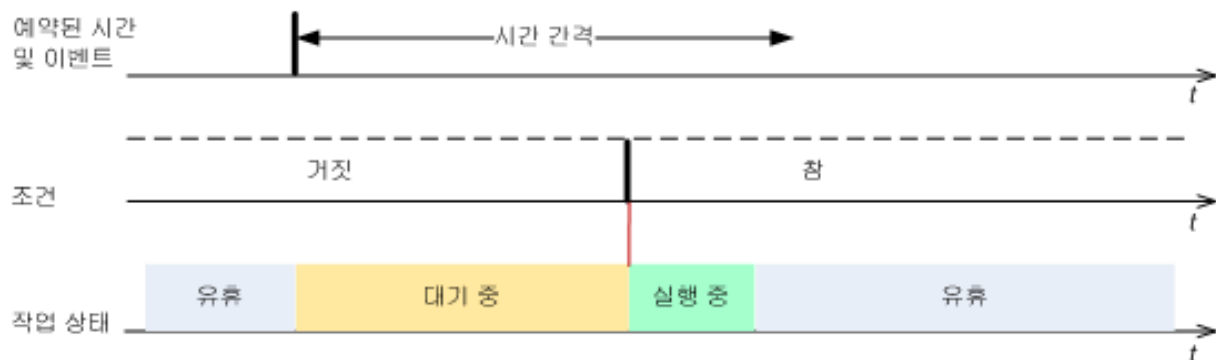 예약된 시간
및 이벤트
시간 간격
t
거짓
참
조건
t
유휴
대기 중
실행 중
유휴
작업 상태
t